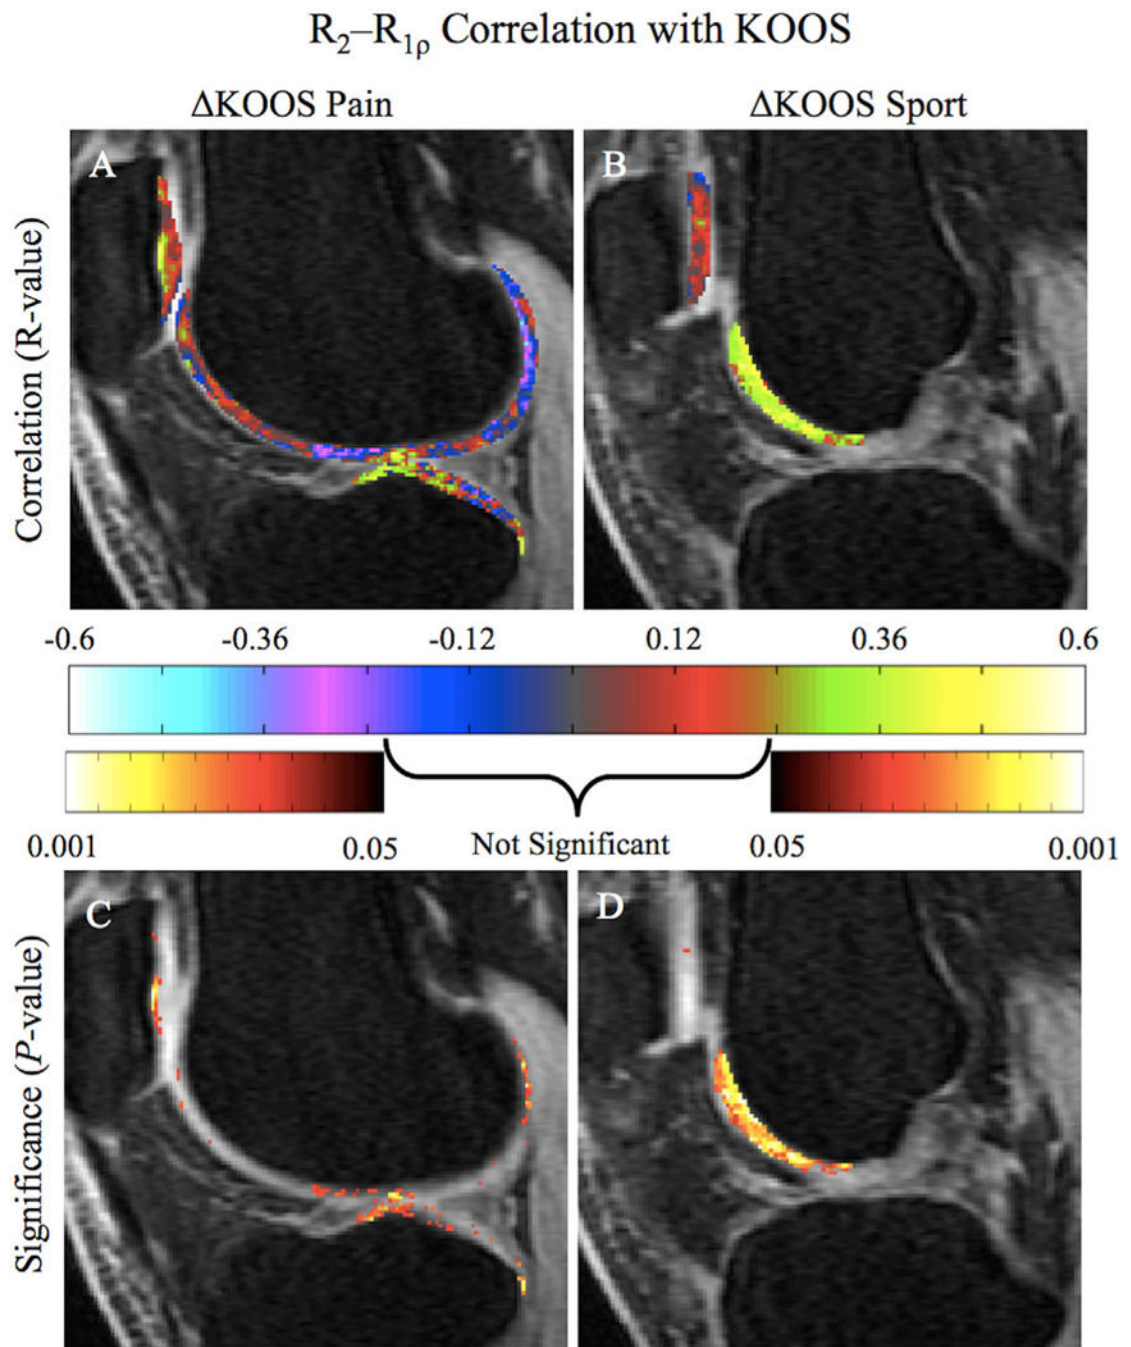 R₂–R₁ρ Correlation with KOOS
ΔKOOS Pain
ΔKOOS Sport
Correlation (R-value)
A
B
-0.6 -0.36 -0.12 0.12 0.36 0.6
0.001 0.05 Not Significant 0.05 0.001
Significance (P-value)
C
D